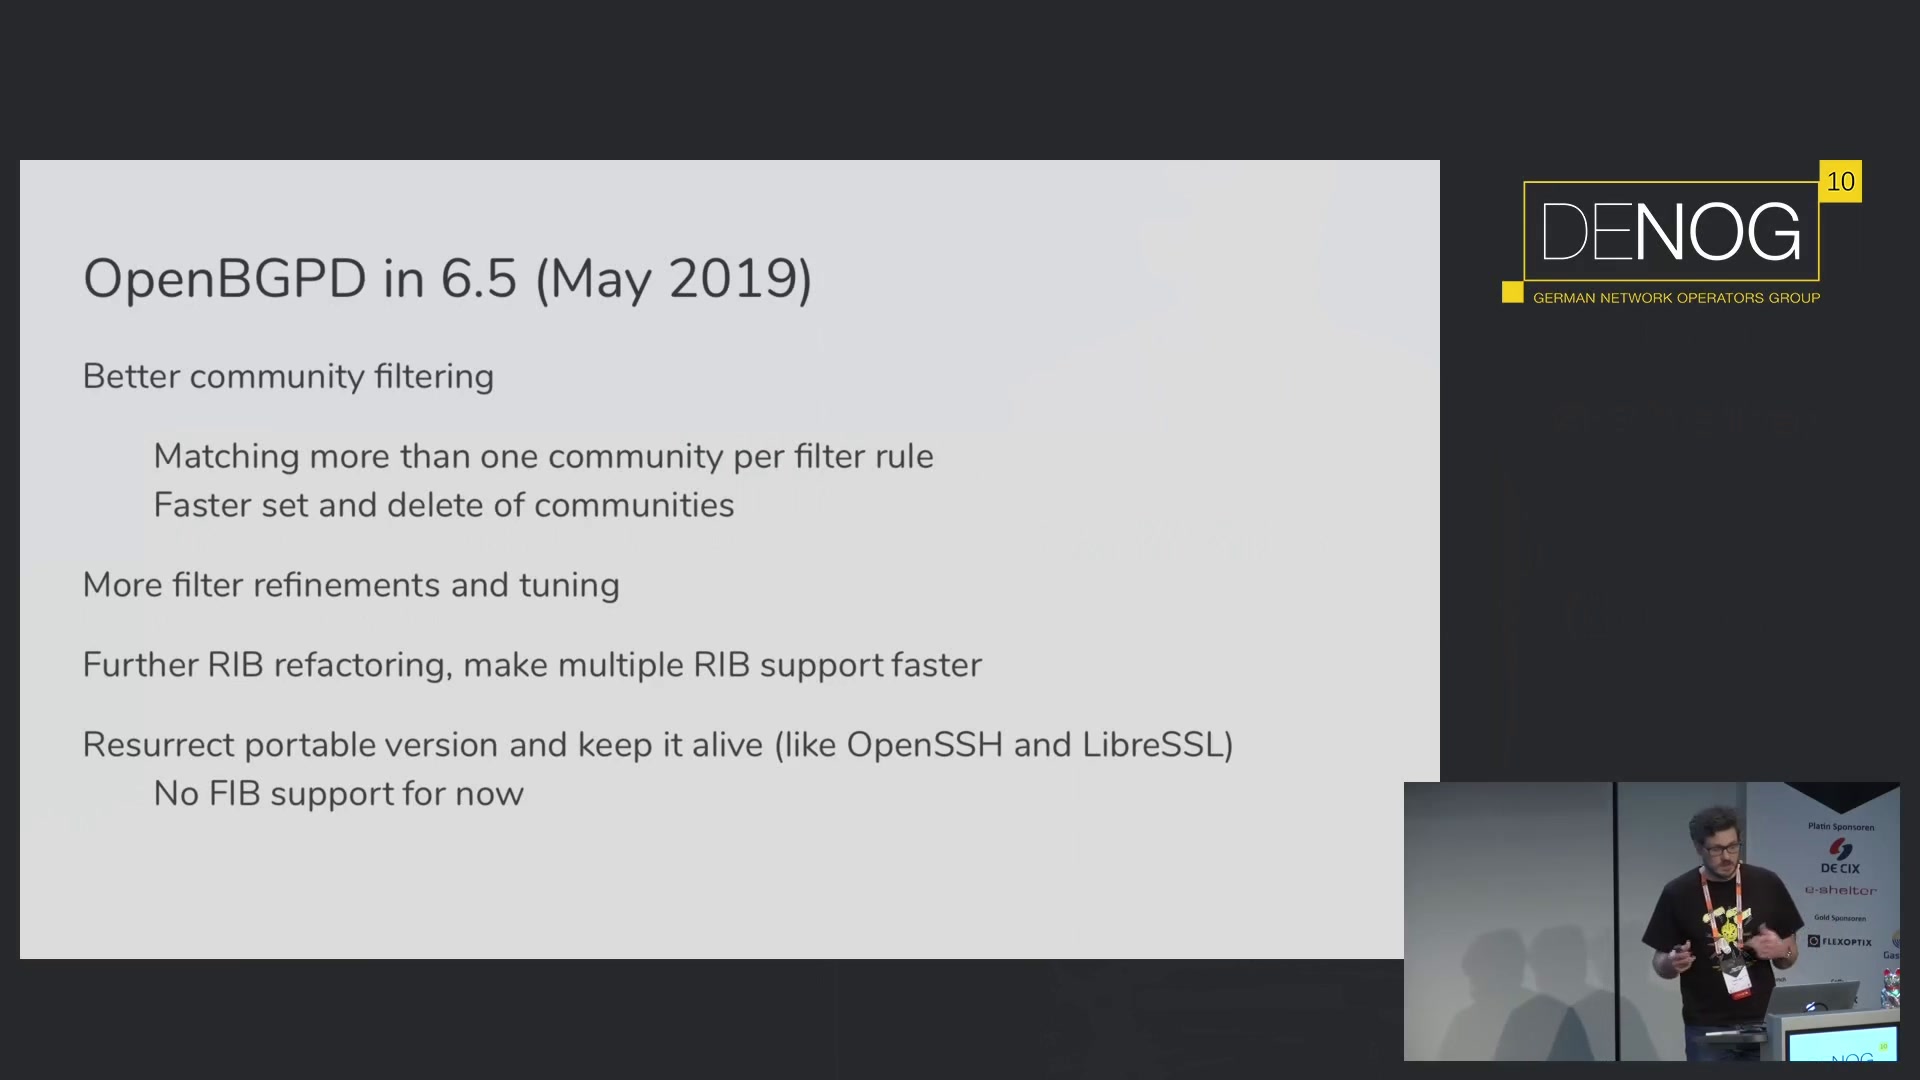 OpenBGPD in 6.5 (May 2019)
Better community filtering
Matching more than one community per filter rule
Faster set and delete of communities
More filter refinements and tuning
Further RIB refactoring, make multiple RIB support faster
Resurrect portable version and keep it alive (like OpenSSH and LibreSSL)
No FIB support for now
10
DENOG
GERMAN NETWORK OPERATORS GROUP
Platin Sponsoren
DE CIX
e-shelter
Gold Sponsoren
FLEXOPTIX
NOG